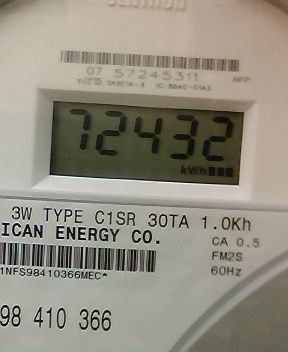 07 57245311 HPP
72432
kWh
3W TYPE C1SR 30TA 1.0Kh
ICAN ENERGY CO.
CA 0.5
FM2S
60Hz
1NFS98410366MEC*
98 410 366